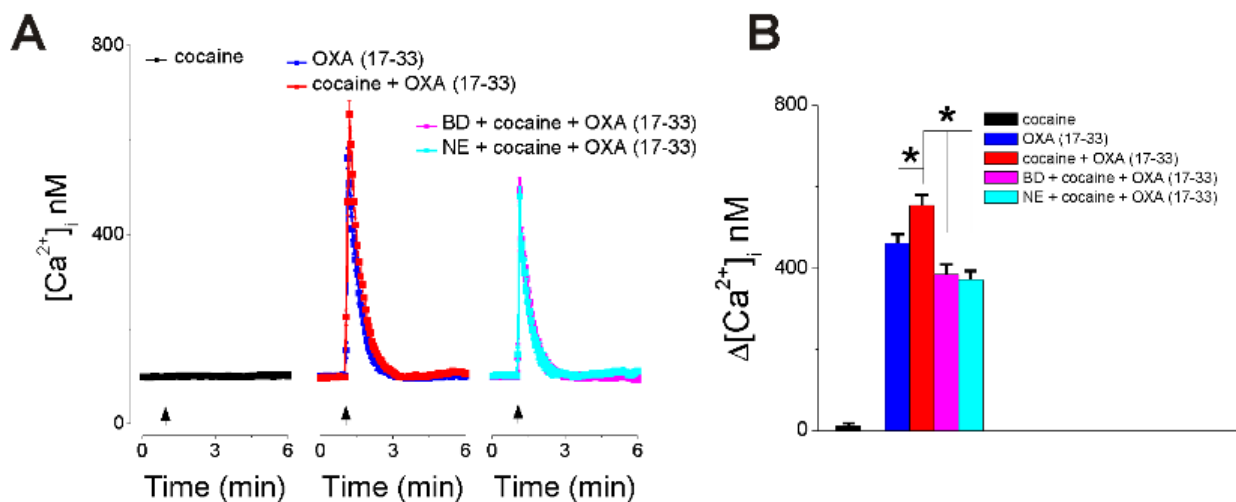 A
800
400
0
[Ca²⁺]ᵢ nM
cocaine
OXA (17-33)
cocaine + OXA (17-33)
BD + cocaine + OXA (17-33)
NE + cocaine + OXA (17-33)
0 3 6
0 3 6
0 3 6
Time (min)
Time (min)
Time (min)
B
800
400
0
Δ[Ca²⁺]ᵢ nM
*
*
cocaine
OXA (17-33)
cocaine + OXA (17-33)
BD + cocaine + OXA (17-33)
NE + cocaine + OXA (17-33)